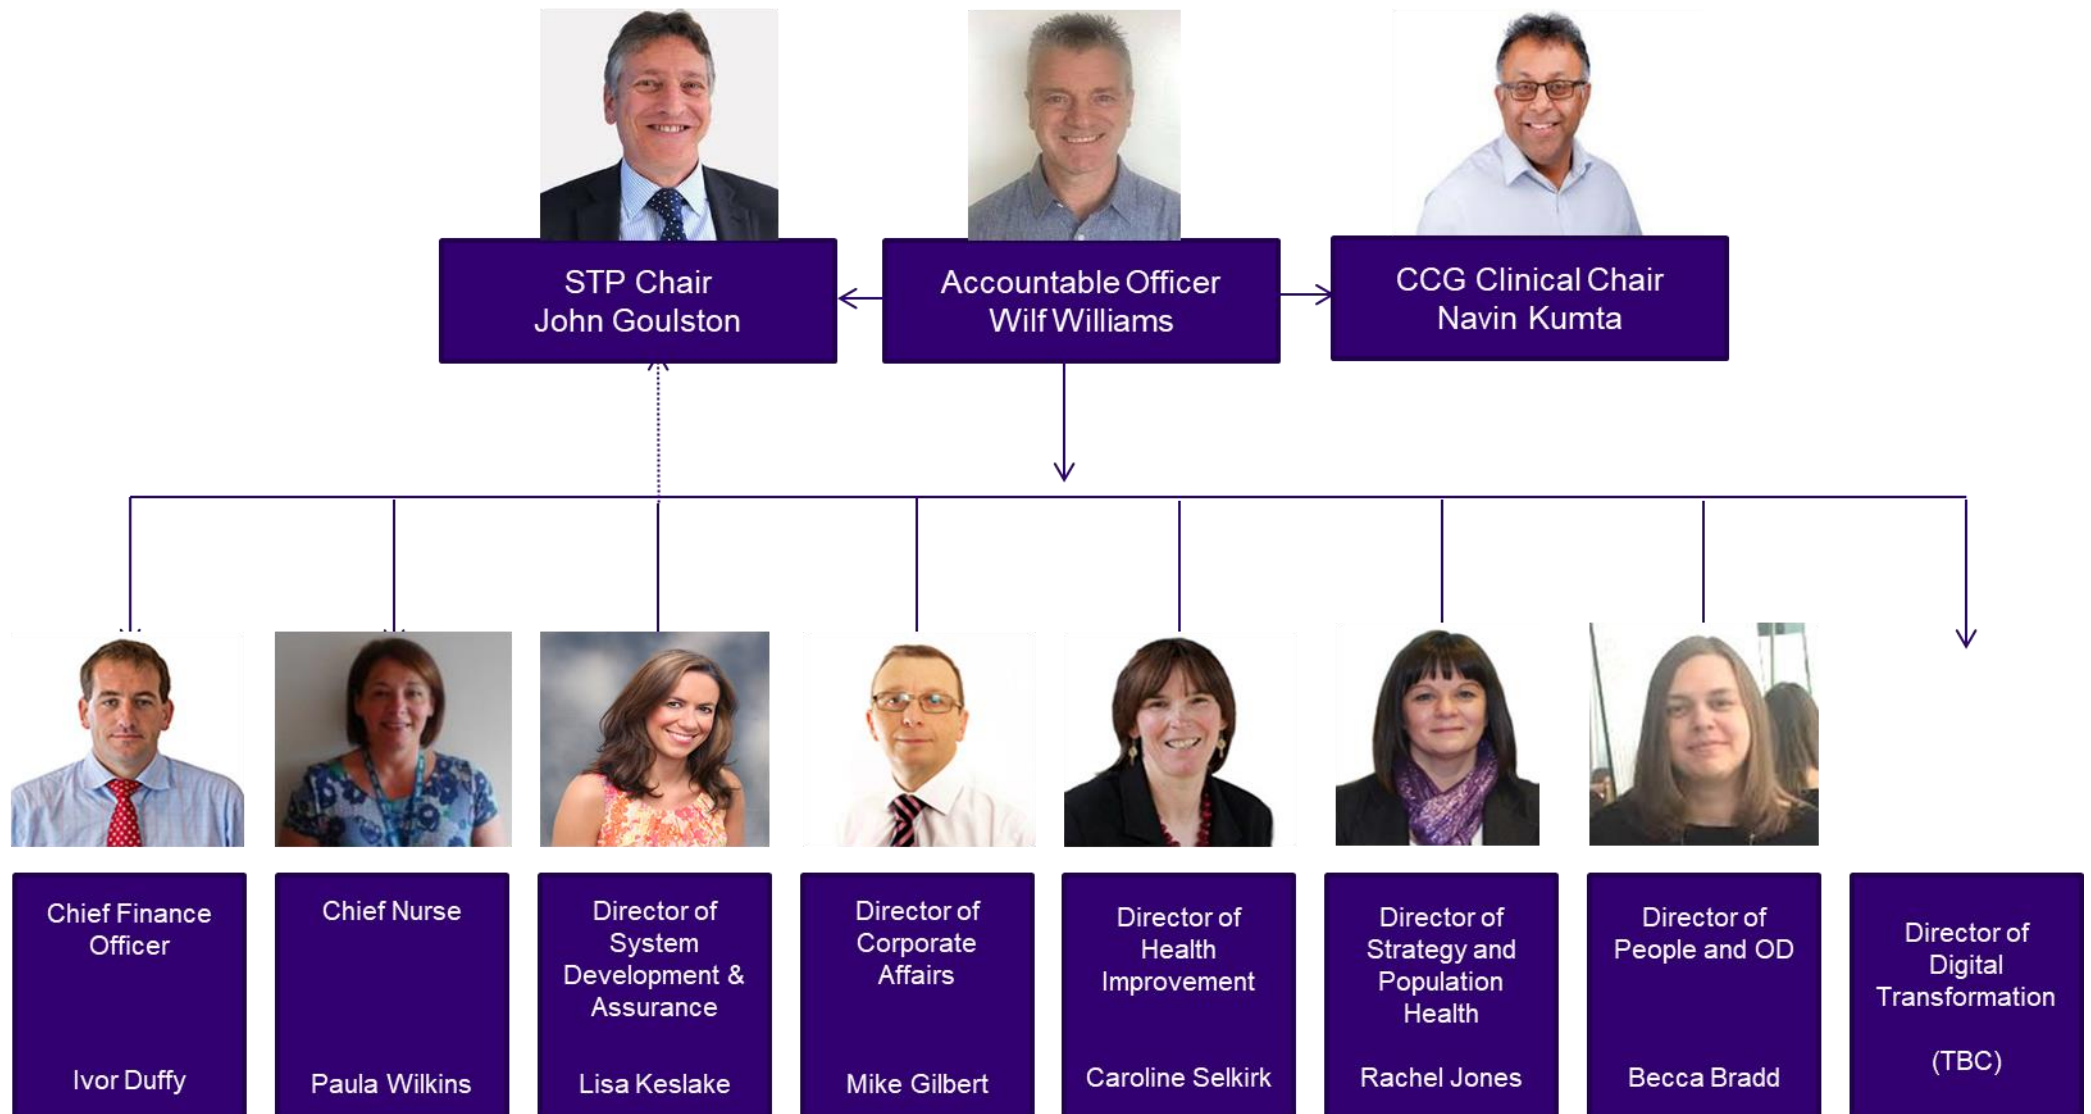 STP Chair
John Goulston
Accountable Officer
Wilf Williams
CCG Clinical Chair
Navin Kumta
Chief Finance
Officer
Ivor Duffy
Chief Nurse
Paula Wilkins
Director of
System
Development &
Assurance
Lisa Keslake
Director of
Corporate
Affairs
Mike Gilbert
Director of
Health
Improvement
Caroline Selkirk
Director of
Strategy and
Population
Health
Rachel Jones
Director of
People and OD
Becca Bradd
Director of
Digital
Transformation
(TBC)